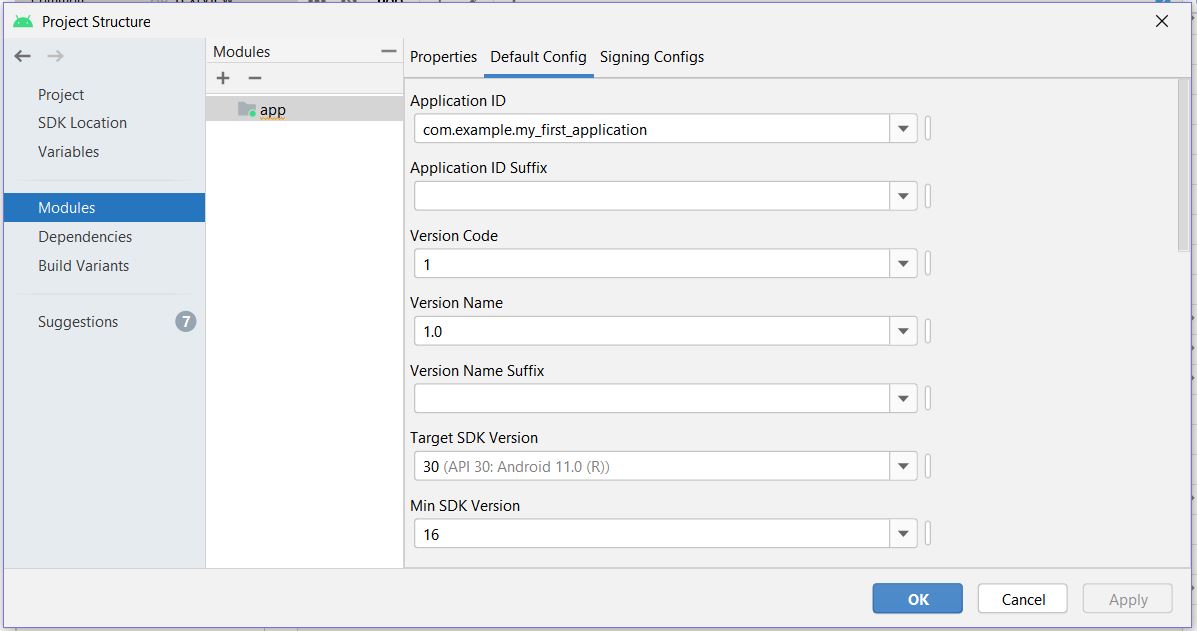 Project Structure
Modules
Properties Default Config Signing Configs
Project
SDK Location
Variables
app
Application ID
com.example.my_first_application
Application ID Suffix
Modules
Dependencies
Build Variants
Version Code
1
Version Name
1.0
Suggestions 7
Version Name Suffix
Target SDK Version
30 (API 30: Android 11.0 (R))
Min SDK Version
16
OK Cancel Apply